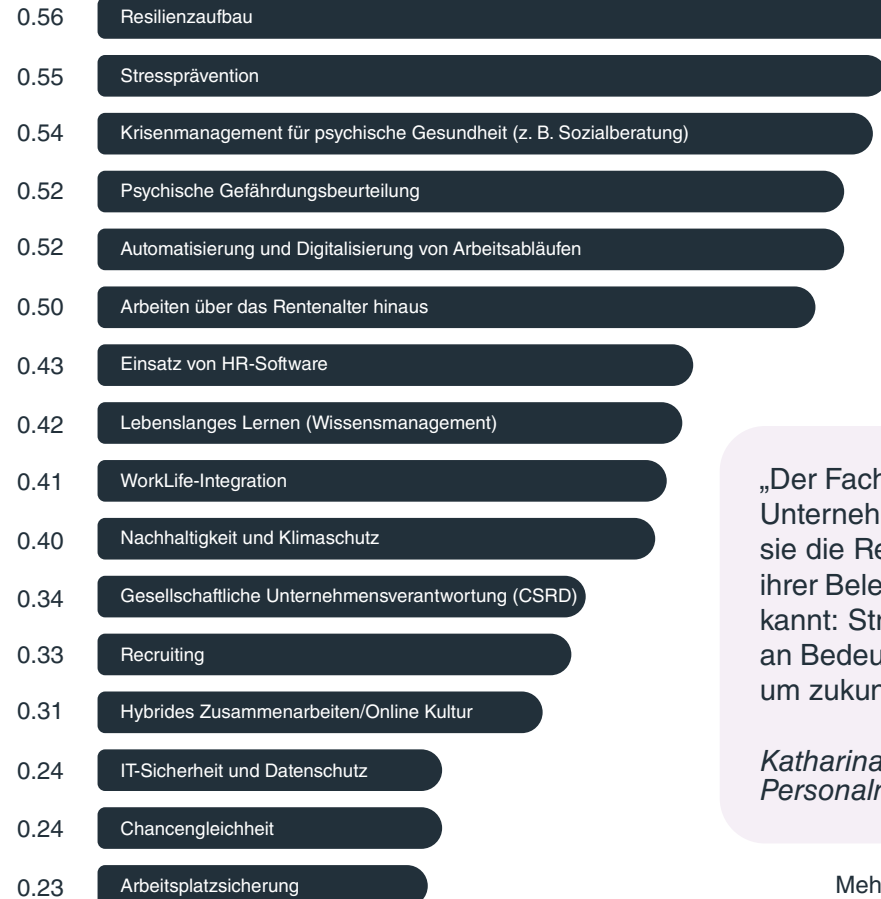 0.56 Resilienzaufbau
0.55 Stressprävention
0.54 Krisenmanagement für psychische Gesundheit (z. B. Sozialberatung)
0.52 Psychische Gefährdungsbeurteilung
0.52 Automatisierung und Digitalisierung von Arbeitsabläufen
0.50 Arbeiten über das Rentenalter hinaus
0.43 Einsatz von HR-Software
0.42 Lebenslanges Lernen (Wissensmanagement)
0.41 WorkLife-Integration
0.40 Nachhaltigkeit und Klimaschutz
0.34 Gesellschaftliche Unternehmensverantwortung (CSRD)
0.33 Recruiting
0.31 Hybrides Zusammenarbeiten/Online Kultur
0.24 IT-Sicherheit und Datenschutz
0.24 Chancengleichheit
0.23 Arbeitsplatzsicherung
„Der Fach
Unterneh
sie die Re
ihrer Bele
kannt: Str
an Bedeu
um zukun
Katharina
Personal
Meh